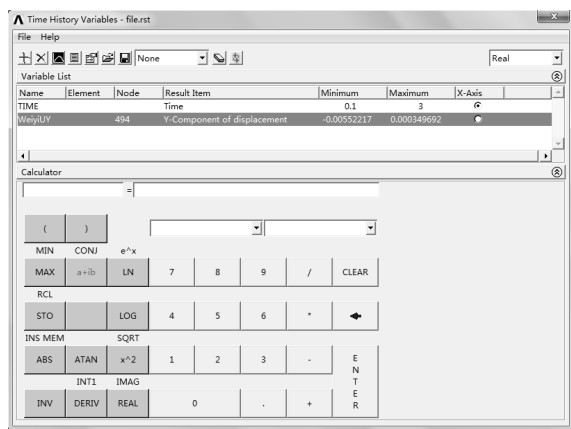 Time History Variables - file.rst
File Help
None Real
Variable List
Name Element Node Result Item Minimum Maximum X-Axis
TIME Time 0.1 3
WeiyiUY 494 Y-Component of displacement -0.00552217 0.000349692
Calculator
=
( )
MIN CONJ e^x
MAX a+ib LN 7 8 9 / CLEAR
RCL
STO LOG 4 5 6 *
INS MEM SQRT
ABS ATAN x^2 1 2 3 - ENTER
INT1 IMAG
INV DERIV REAL 0 . +